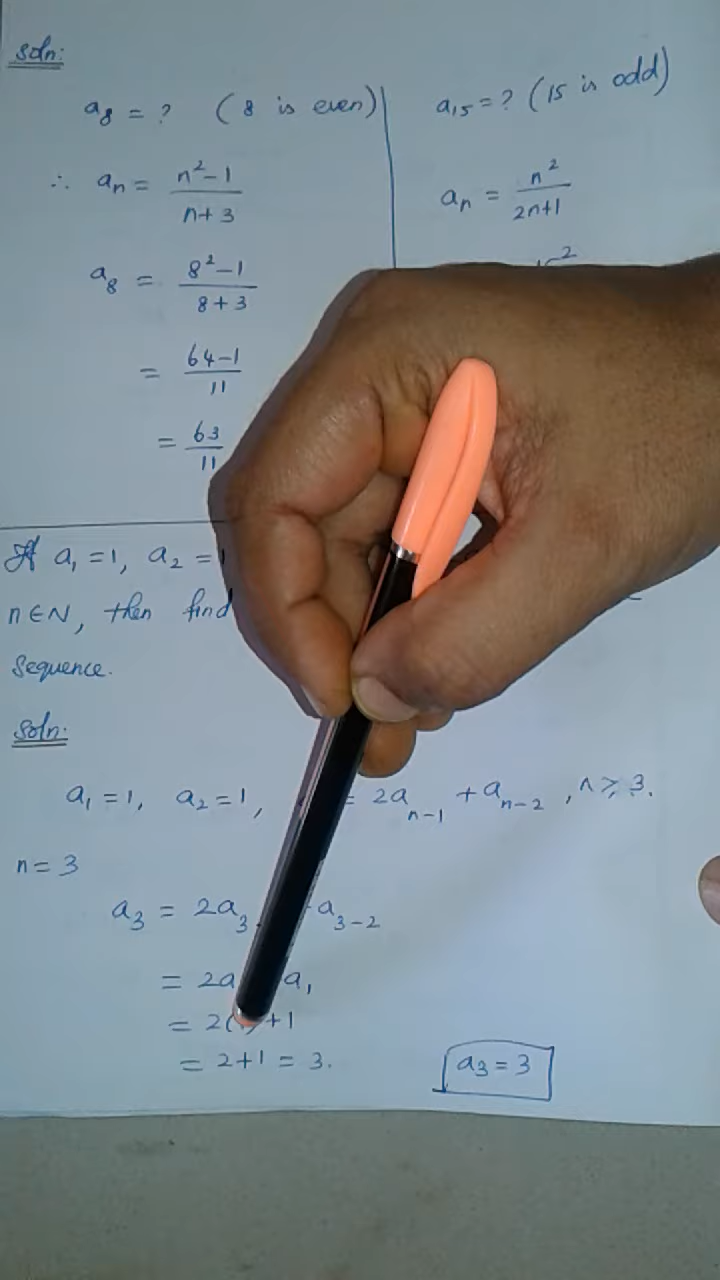 Soln:
a8 = ? (8 is even)
∴ an = n²-1 / n+3
a8 = 8²-1 / 8+3
= 64-1 / 11
= 63 / 11
a15 = ? (15 is odd)
an = n² / 2n+1
If a1 = 1, a2 =
n∈N, then find
sequence.
Soln.
a1 = 1, a2 = 1, = 2an-1 + an-2, n ≥ 3.
n = 3
a3 = 2a3 a3-2
= 2a a1
= 2( ) + 1
= 2+1 = 3.
a3 = 3